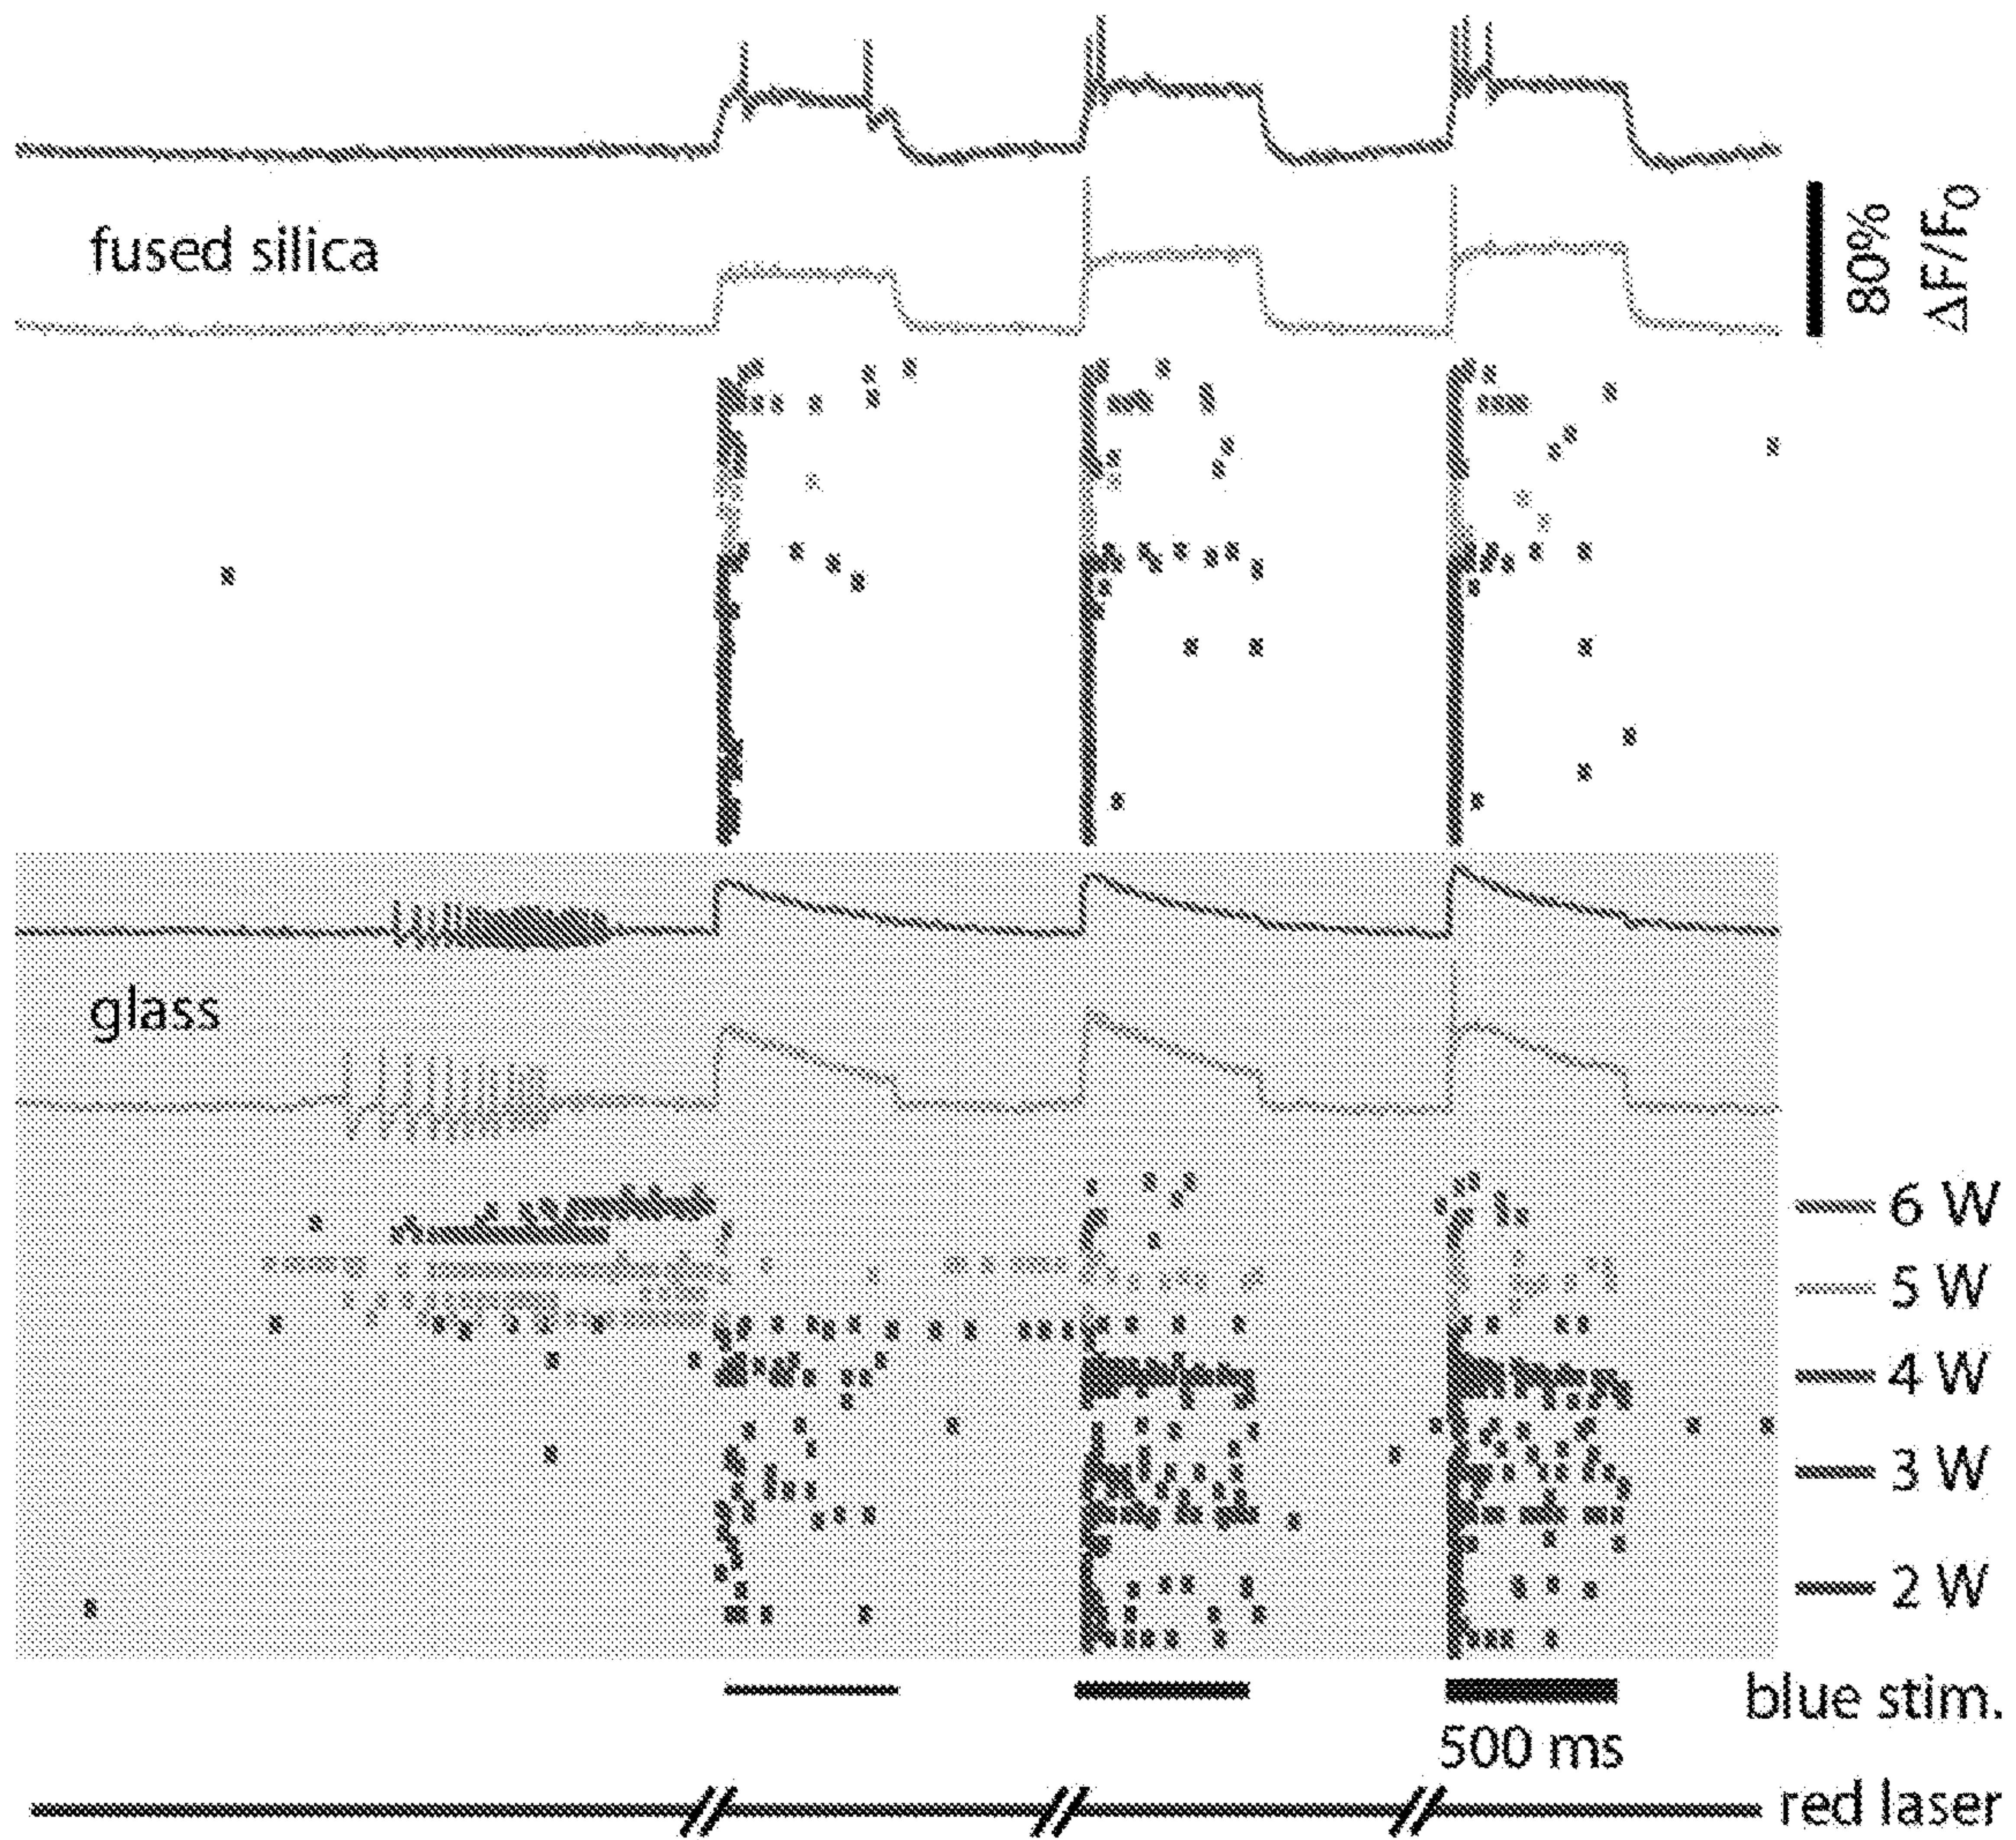 fused silica
80%
ΔF/F0
glass
6 W
5 W
4 W
3 W
2 W
blue stim.
500 ms
red laser